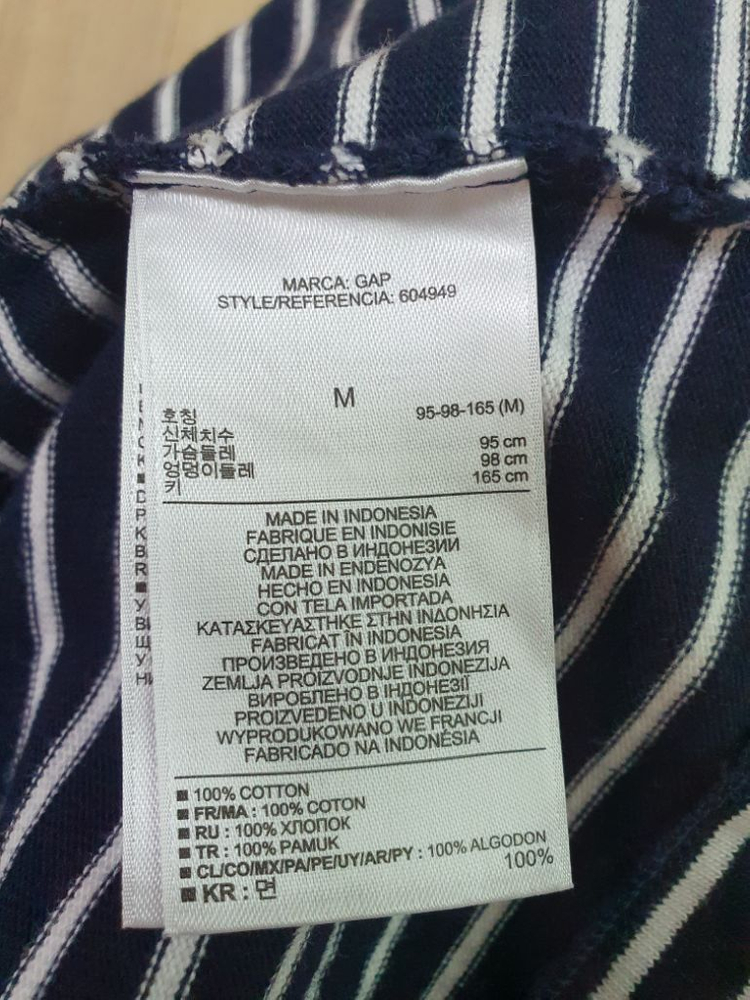 MARCA: GAP
STYLE/REFERENCIA: 604949
M
호칭 95-98-165 (M)
신체치수
가슴둘레 95 cm
엉덩이둘레 98 cm
키 165 cm
MADE IN INDONESIA
FABRIQUE EN INDONISIE
СДЕЛАНО В ИНДОНЕЗИИ
MADE IN ENDENOZYA
HECHO EN INDONESIA
CON TELA IMPORTADA
ΚΑΤΑΣΚΕΥΑΣΤΗΚΕ ΣΤΗΝ ΙΝΔΟΝΗΣΙΑ
FABRICAT ÎN INDONESIA
ПРОИЗВЕДЕНО В ИНДОНЕЗИЯ
ZEMLJA PROIZVODNJE INDONEZIJA
ВИРОБЛЕНО В ІНДОНЕЗІЇ
PROIZVEDENO U INDONEZIJI
WYPRODUKOWANO WE FRANCJI
FABRICADO NA INDONÉSIA
■ 100% COTTON
■ FR/MA : 100% COTON
■ RU : 100% ХЛОПОК
■ TR : 100% PAMUK
■ CL/CO/MX/PA/PE/UY/AR/PY : 100% ALGODON
■ KR : 면 100%